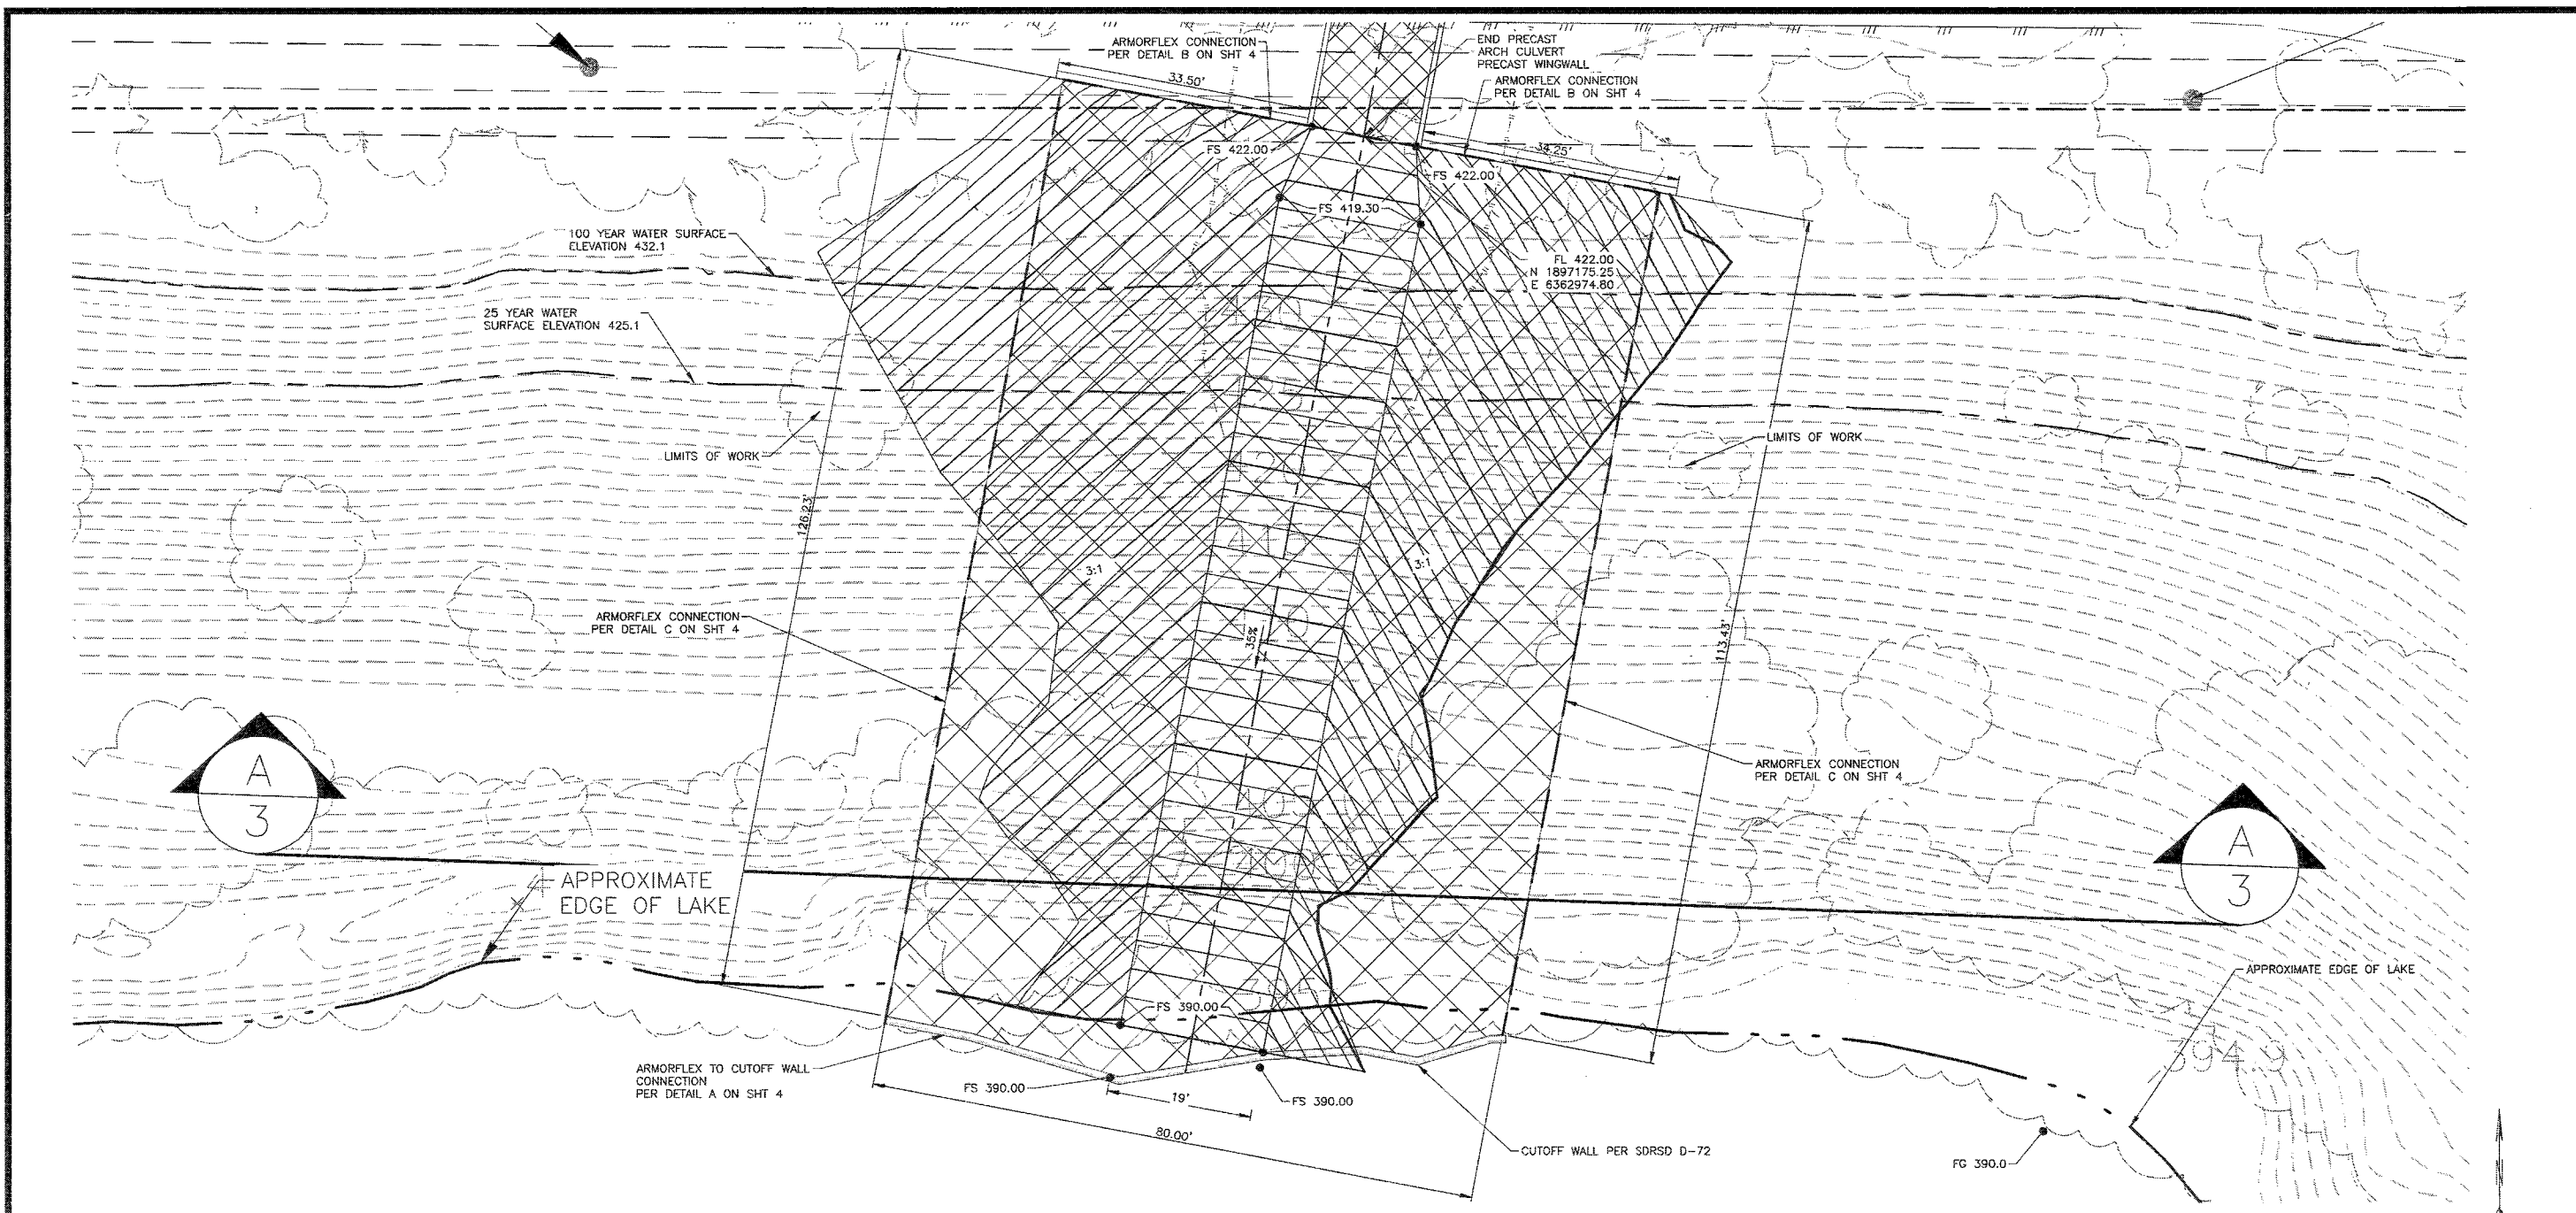 ARMORFLEX CONNECTION
PER DETAIL B ON SHT 4
33.50'
END PRECAST
ARCH CULVERT
PRECAST WINGWALL
ARMORFLEX CONNECTION
PER DETAIL B ON SHT 4
34.25'
FS 422.00
FS 422.00
FS 419.30
FL 422.00
N 1897175.25
E 6362974.80
100 YEAR WATER SURFACE
ELEVATION 432.1
25 YEAR WATER
SURFACE ELEVATION 425.1
LIMITS OF WORK
LIMITS OF WORK
126.23'
3:1
3:1
35%
113.43'
ARMORFLEX CONNECTION
PER DETAIL C ON SHT 4
ARMORFLEX CONNECTION
PER DETAIL C ON SHT 4
A
3
A
3
APPROXIMATE
EDGE OF LAKE
APPROXIMATE EDGE OF LAKE
FS 390.00
394.9
ARMORFLEX TO CUTOFF WALL
CONNECTION
PER DETAIL A ON SHT 4
FS 390.00
19'
FS 390.00
80.00'
CUTOFF WALL PER SDRSD D-72
FG 390.0